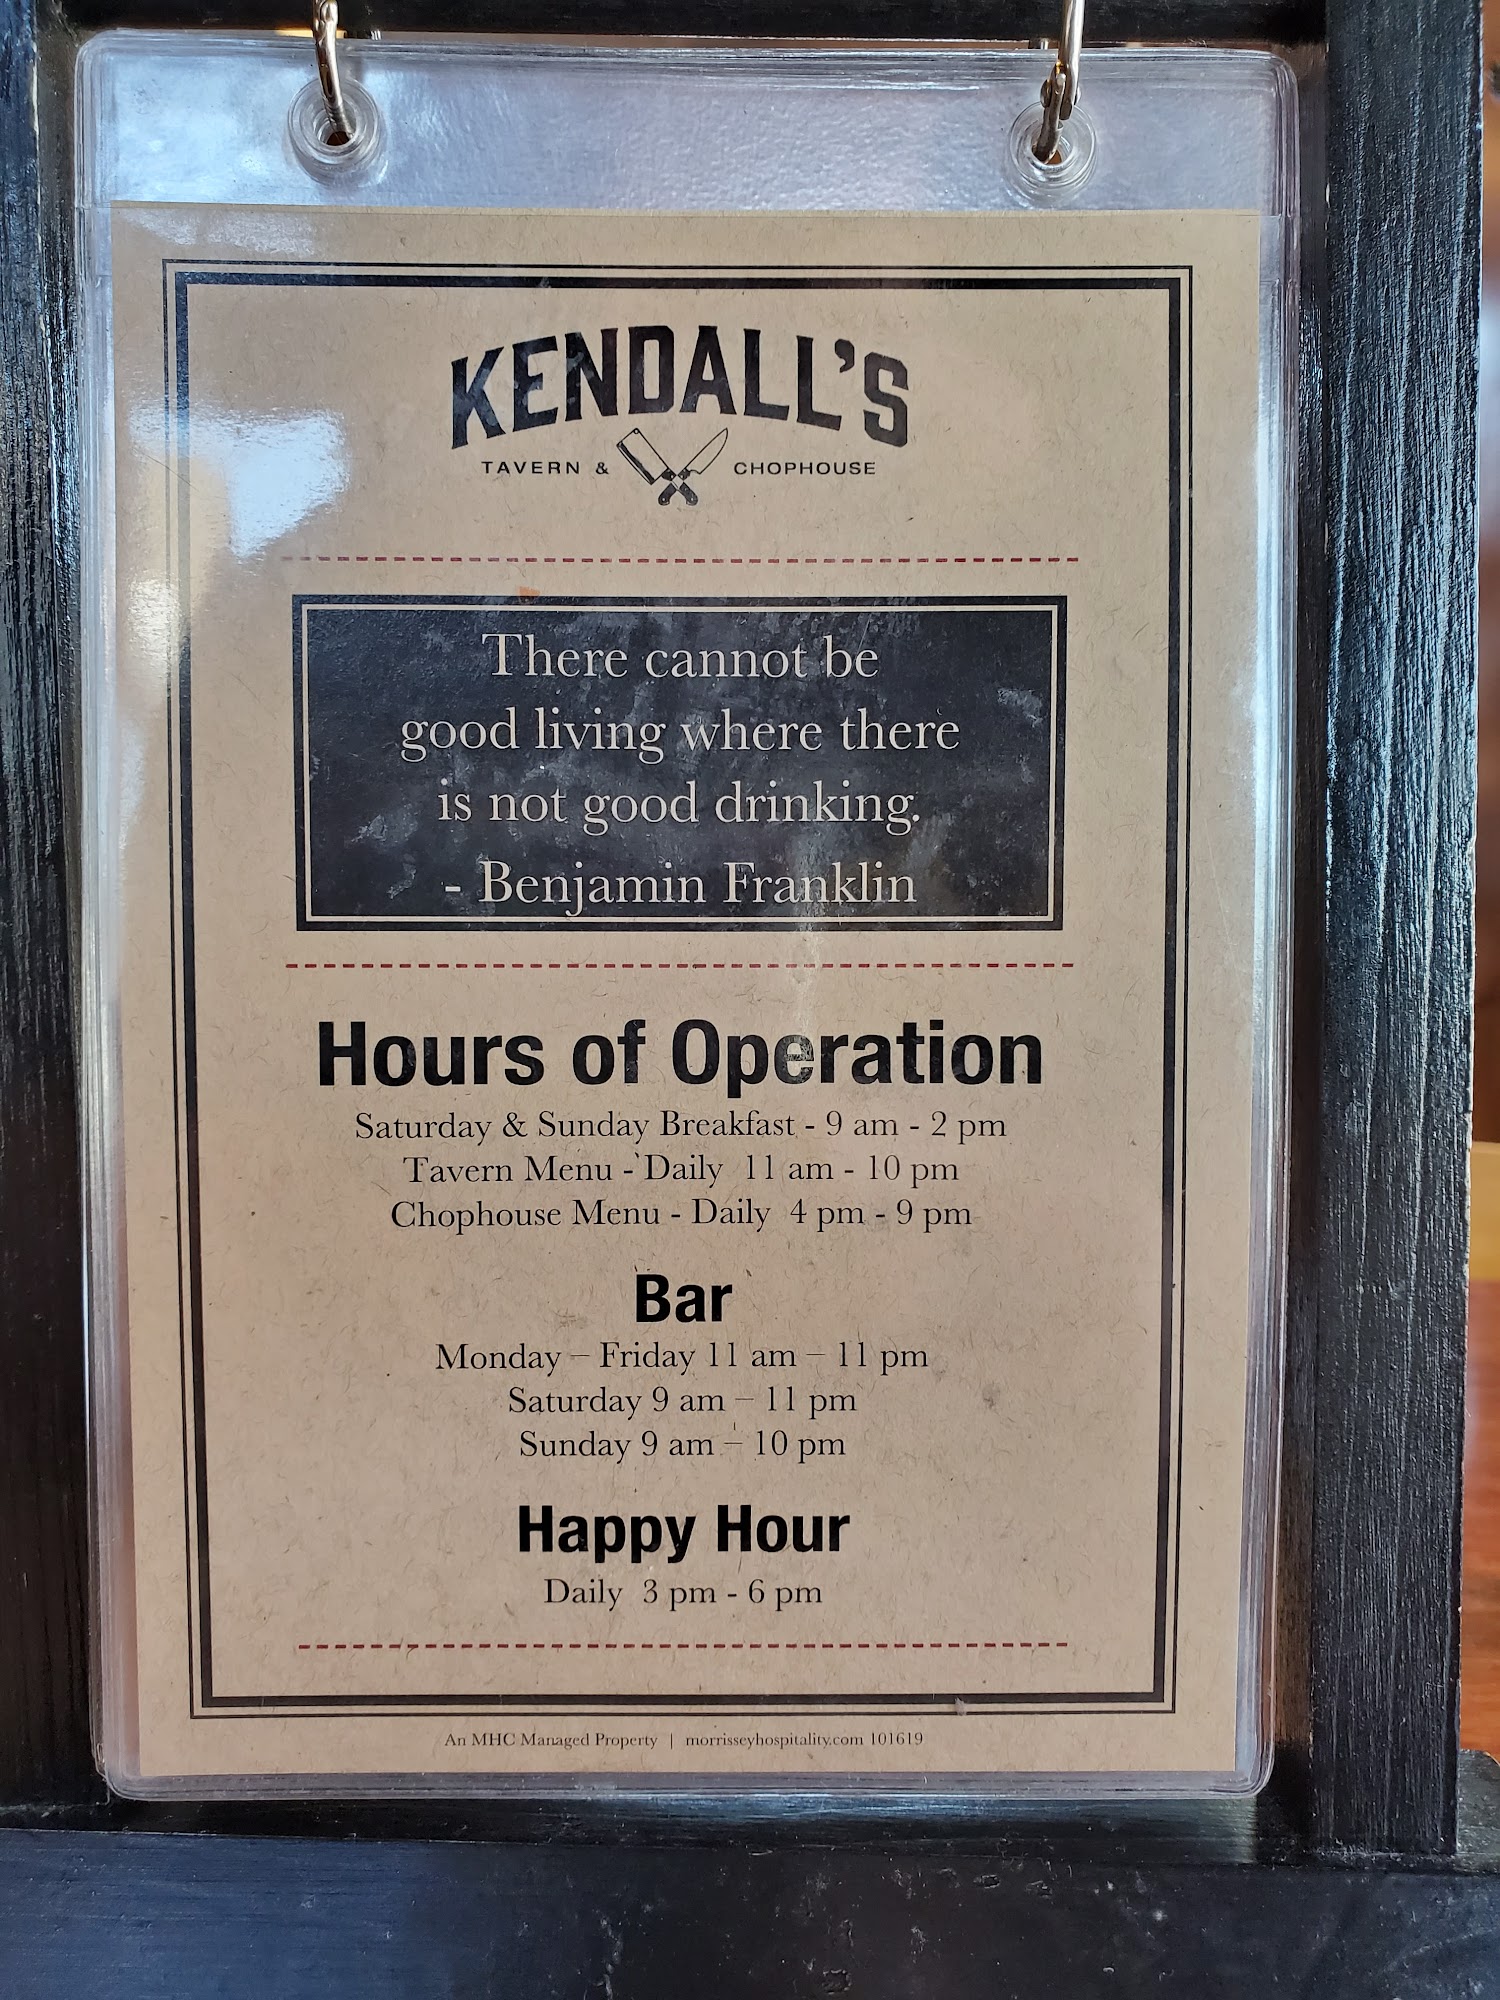 KENDALL'S
TAVERN & CHOPHOUSE
There cannot be
good living where there
is not good drinking.
- Benjamin Franklin
Hours of Operation
Saturday & Sunday Breakfast - 9 am - 2 pm
Tavern Menu - Daily 11 am - 10 pm
Chophouse Menu - Daily 4 pm - 9 pm
Bar
Monday – Friday 11 am – 11 pm
Saturday 9 am – 11 pm
Sunday 9 am – 10 pm
Happy Hour
Daily 3 pm - 6 pm
An MHC Managed Property | morrisseyhospitality.com 101619